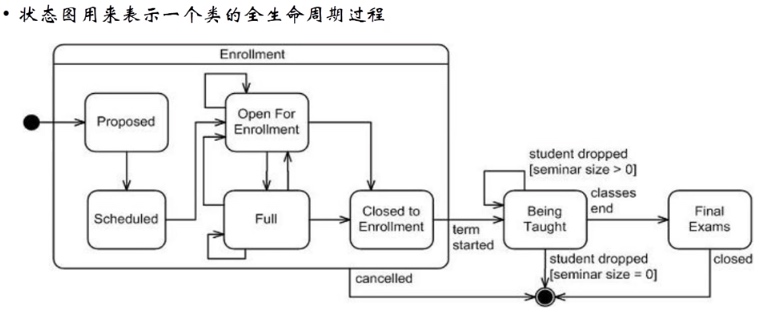 • 状态图用来表示一个类的全生命周期过程
Enrollment
Proposed
Open For
Enrollment
Scheduled
Full
Closed to
Enrollment
term
started
student dropped
[seminar size > 0]
Being
Taught
classes
end
Final
Exams
student dropped
[seminar size = 0]
closed
cancelled